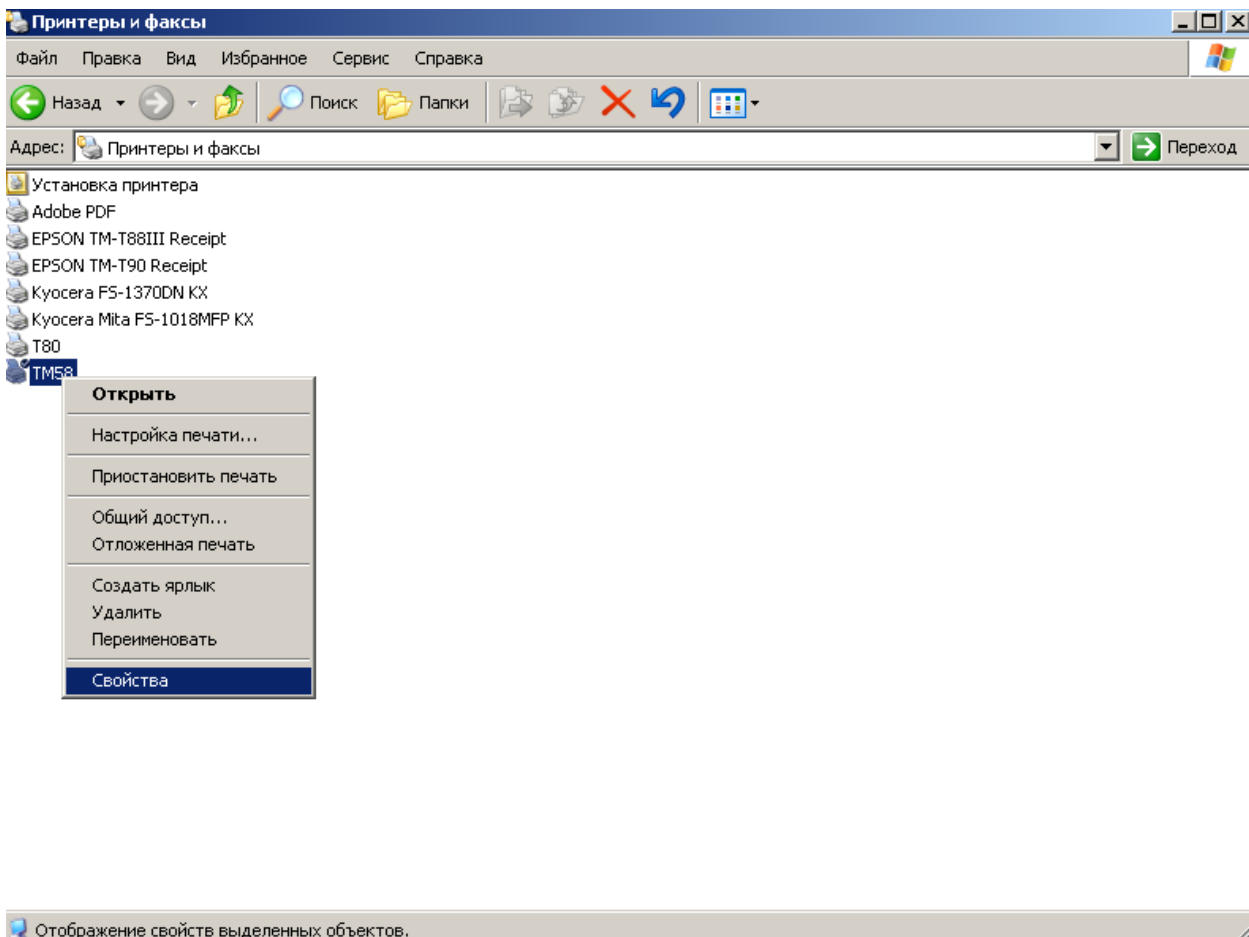 Принтеры и факсы
Файл Правка Вид Избранное Сервис Справка
Назад Поиск Папки
Адрес: Принтеры и факсы Переход
Установка принтера
Adobe PDF
EPSON TM-T88III Receipt
EPSON TM-T90 Receipt
Kyocera FS-1370DN KX
Kyocera Mita FS-1018MFP KX
T80
TM58
Открыть
Настройка печати...
Приостановить печать
Общий доступ...
Отложенная печать
Создать ярлык
Удалить
Переименовать
Свойства
Отображение свойств выделенных объектов.